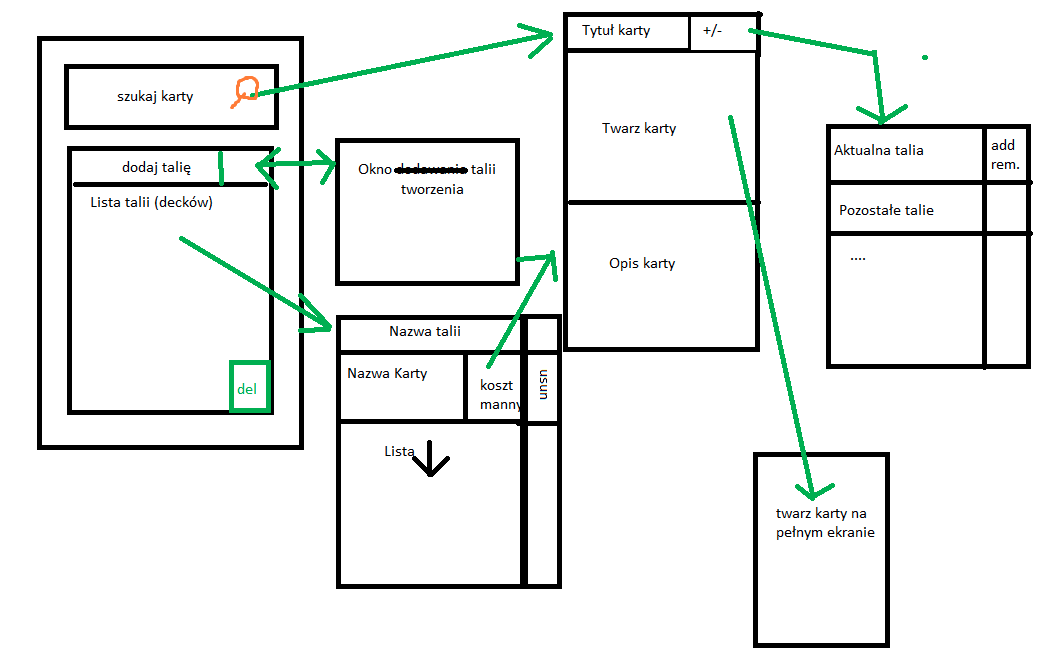 szukaj karty
dodaj talię
Lista talii (decków)
del
Okno dodawania talii
tworzenia
Nazwa talii
Nazwa Karty
koszt
manny
usun
Lista
Tytuł karty
+/-
Twarz karty
Opis karty
Aktualna talia
add
rem.
Pozostałe talie
....
twarz karty na
pełnym ekranie